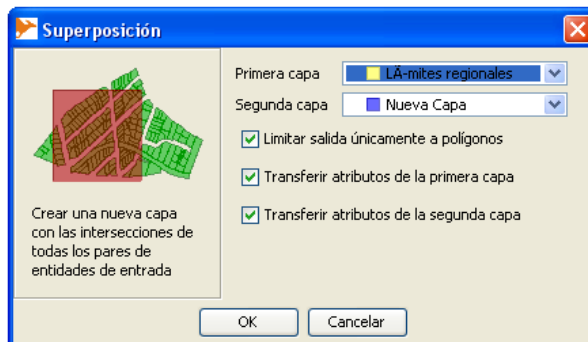 Superposición
Primera capa LÄ-mites regionales
Segunda capa Nueva Capa
Limitar salida únicamente a polígonos
Transferir atributos de la primera capa
Transferir atributos de la segunda capa
Crear una nueva capa
con las intersecciones de
todas los pares de
entidades de entrada
OK Cancelar